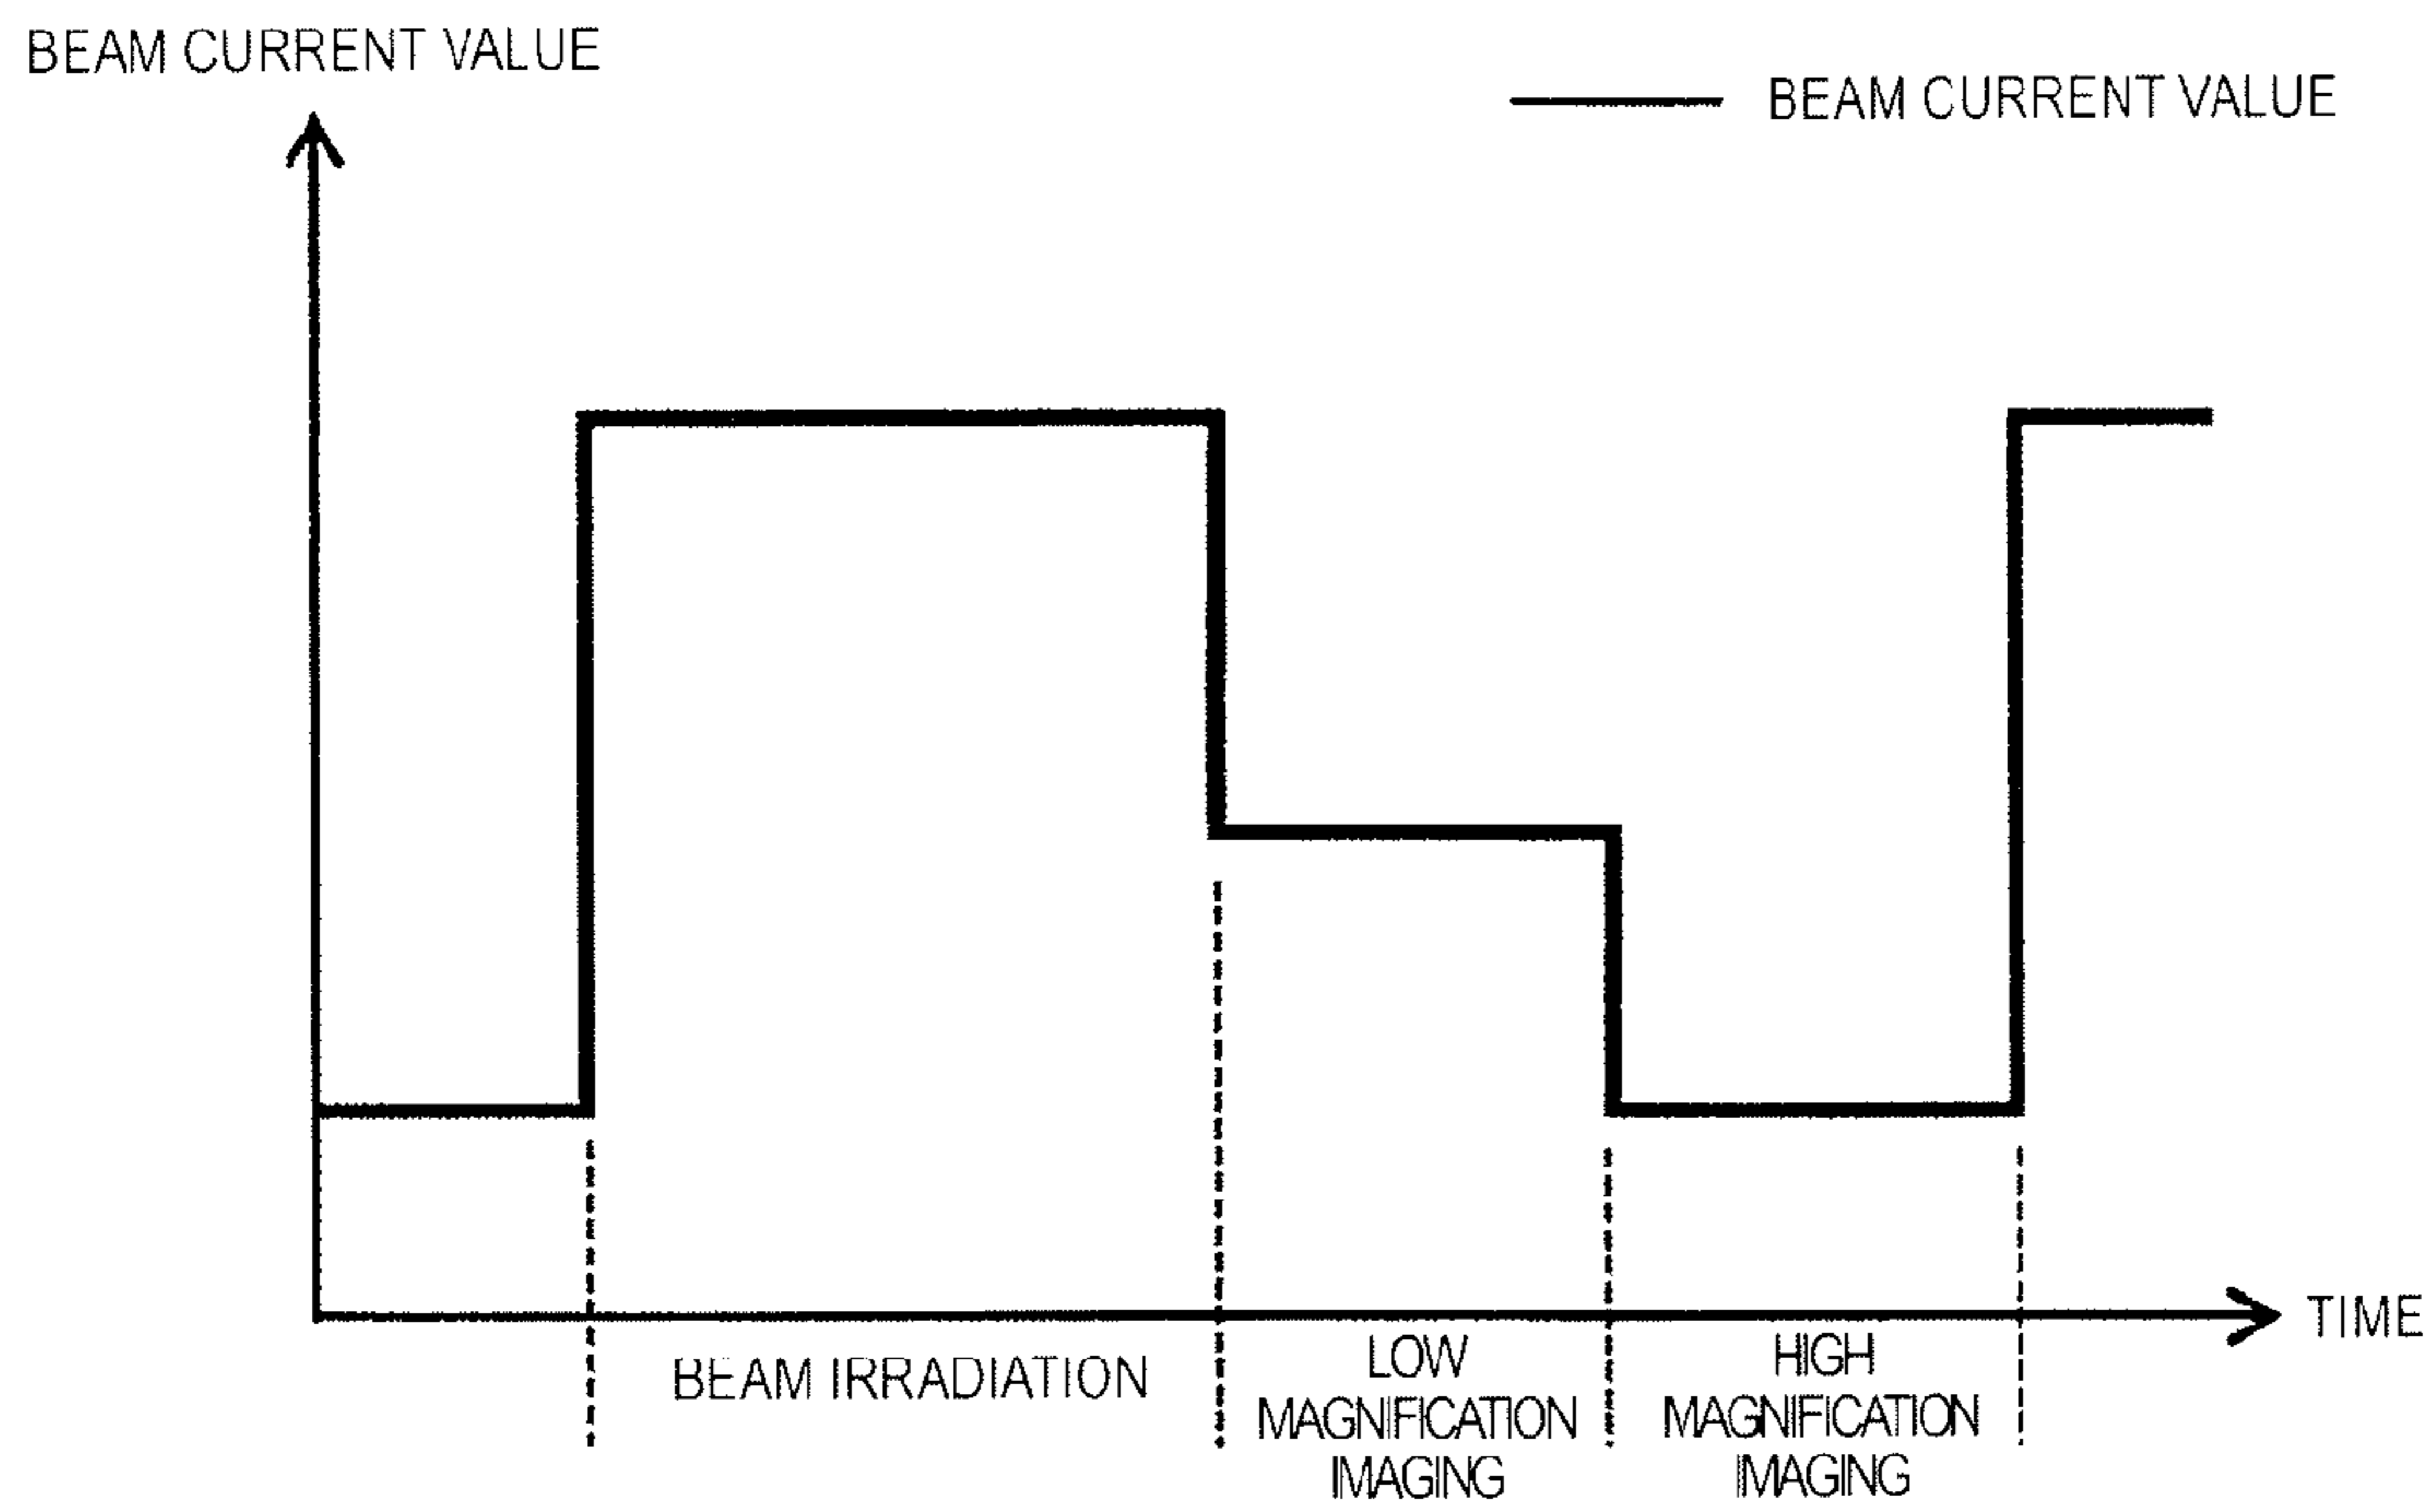 BEAM CURRENT VALUE
BEAM CURRENT VALUE
TIME
BEAM IRRADIATION
LOW
MAGNIFICATION
IMAGING
HIGH
MAGNIFICATION
IMAGING